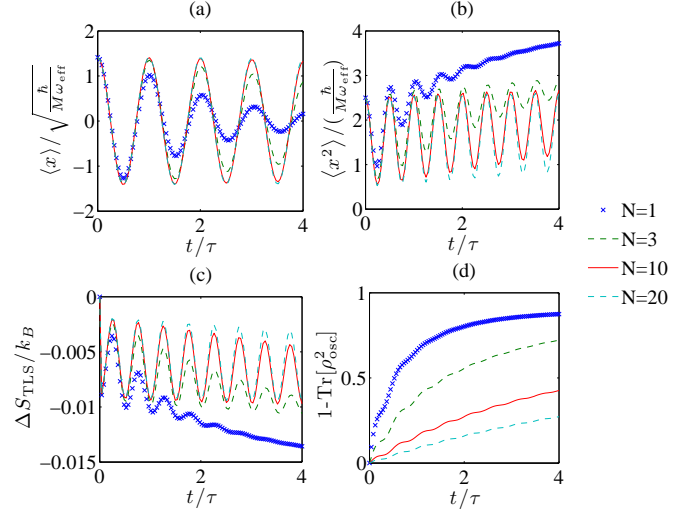 (a)
⟨x⟩/√(ħ/Mω_eff)
2
1
0
−1
−2
0
2
4
t/τ
(b)
⟨x²⟩/(ħ/Mω_eff)
4
3
2
1
0
0
1
2
3
4
t/τ
× N=1
N=3
N=10
N=20
(c)
ΔS_TLS/k_B
0
−0.005
−0.01
−0.015
0
2
4
t/τ
(d)
1-Tr[ρ²_osc]
1
0.5
0
0
2
4
t/τ